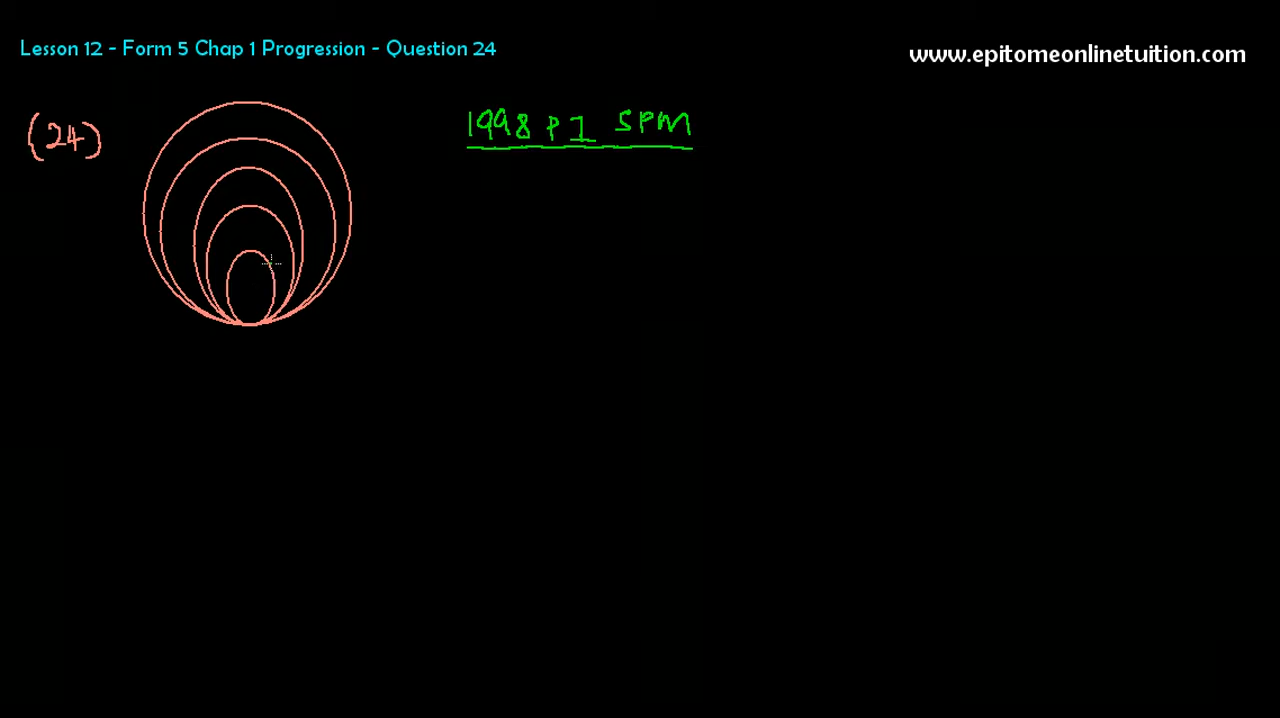 Lesson 12 - Form 5 Chap 1 Progression - Question 24
www.epitomeonlinetuition.com
(24)
1998 P1 SPM